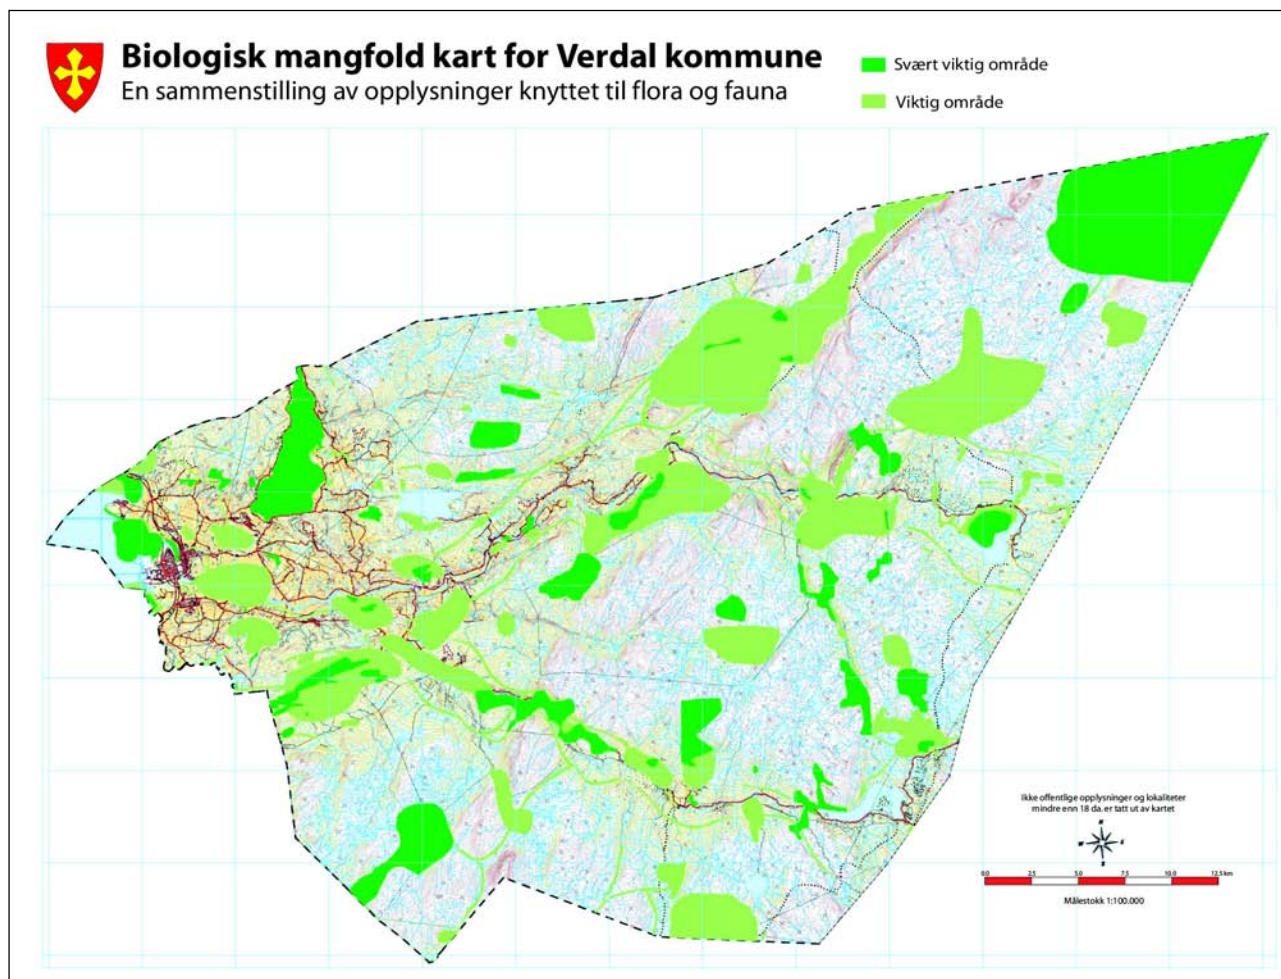 Biologisk mangfold kart for Verdal kommune
En sammenstilling av opplysninger knyttet til flora og fauna
Svært viktig område
Viktig område
Ikke offentlige opplysninger og lokaliteter
mindre enn 18 da. er tatt ut av kartet
N
W E
S
0,0 2,5 5,0 7,5 10,0 12,5 km
Målestokk 1:100.000